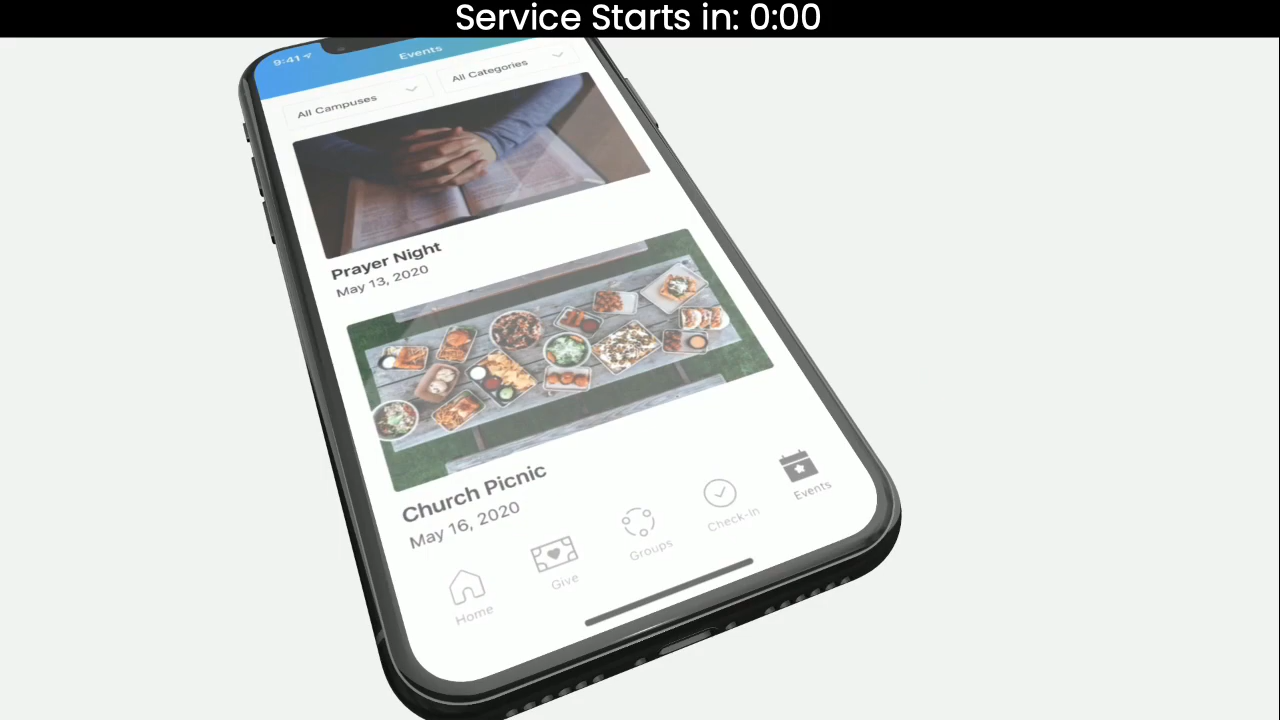 Service Starts in: 0:00
9:41
Events
All Campuses
All Categories
Prayer Night
May 13, 2020
Church Picnic
May 16, 2020
Home
Give
Groups
Check-In
Events